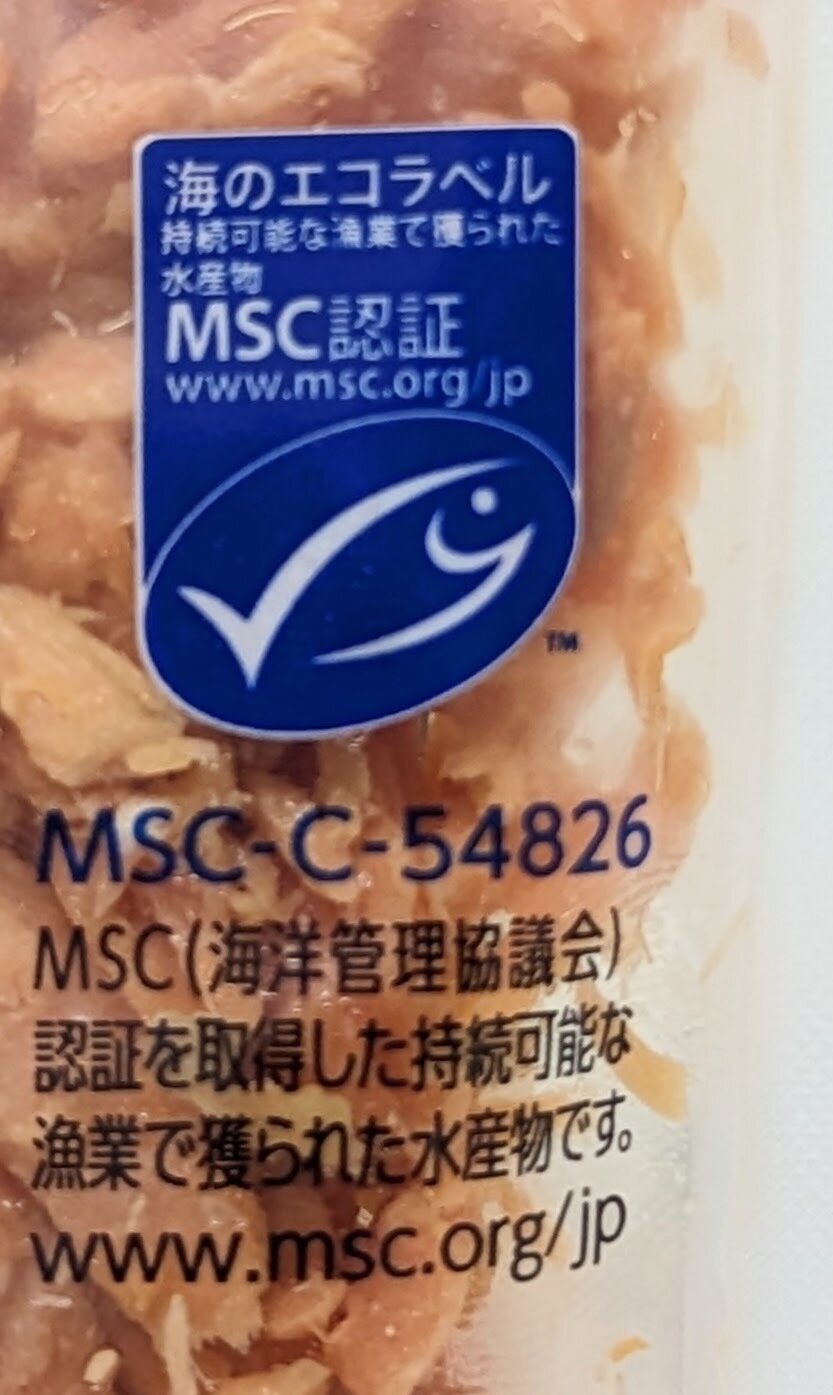 海のエコラベル
持続可能な漁業で獲られた
水産物
MSC認証
www.msc.org/jp
TM
MSC-C-54826
MSC(海洋管理協議会)
認証を取得した持続可能な
漁業で獲られた水産物です。
www.msc.org/jp